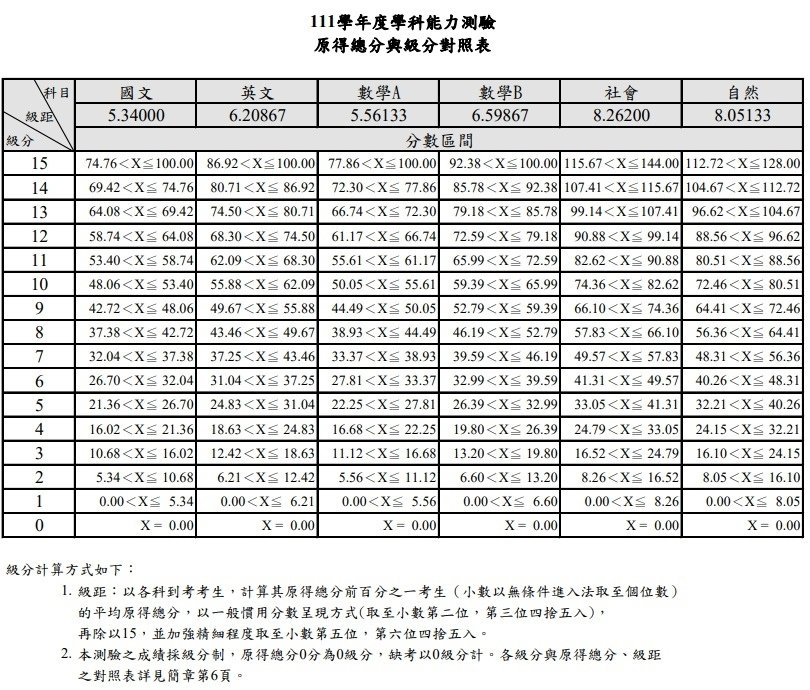 111學年度學科能力測驗
原得總分與級分對照表
科目 國文 英文 數學A 數學B 社會 自然
級距 5.34000 6.20867 5.56133 6.59867 8.26200 8.05133
級分 分數區間
15 74.76<X≦100.00 86.92<X≦100.00 77.86<X≦100.00 92.38<X≦100.00 115.67<X≦144.00 112.72<X≦128.00
14 69.42<X≦ 74.76 80.71<X≦ 86.92 72.30<X≦ 77.86 85.78<X≦ 92.38 107.41<X≦115.67 104.67<X≦112.72
13 64.08<X≦ 69.42 74.50<X≦ 80.71 66.74<X≦ 72.30 79.18<X≦ 85.78 99.14<X≦107.41 96.62<X≦104.67
12 58.74<X≦ 64.08 68.30<X≦ 74.50 61.17<X≦ 66.74 72.59<X≦ 79.18 90.88<X≦ 99.14 88.56<X≦ 96.62
11 53.40<X≦ 58.74 62.09<X≦ 68.30 55.61<X≦ 61.17 65.99<X≦ 72.59 82.62<X≦ 90.88 80.51<X≦ 88.56
10 48.06<X≦ 53.40 55.88<X≦ 62.09 50.05<X≦ 55.61 59.39<X≦ 65.99 74.36<X≦ 82.62 72.46<X≦ 80.51
9 42.72<X≦ 48.06 49.67<X≦ 55.88 44.49<X≦ 50.05 52.79<X≦ 59.39 66.10<X≦ 74.36 64.41<X≦ 72.46
8 37.38<X≦ 42.72 43.46<X≦ 49.67 38.93<X≦ 44.49 46.19<X≦ 52.79 57.83<X≦ 66.10 56.36<X≦ 64.41
7 32.04<X≦ 37.38 37.25<X≦ 43.46 33.37<X≦ 38.93 39.59<X≦ 46.19 49.57<X≦ 57.83 48.31<X≦ 56.36
6 26.70<X≦ 32.04 31.04<X≦ 37.25 27.81<X≦ 33.37 32.99<X≦ 39.59 41.31<X≦ 49.57 40.26<X≦ 48.31
5 21.36<X≦ 26.70 24.83<X≦ 31.04 22.25<X≦ 27.81 26.39<X≦ 32.99 33.05<X≦ 41.31 32.21<X≦ 40.26
4 16.02<X≦ 21.36 18.63<X≦ 24.83 16.68<X≦ 22.25 19.80<X≦ 26.39 24.79<X≦ 33.05 24.15<X≦ 32.21
3 10.68<X≦ 16.02 12.42<X≦ 18.63 11.12<X≦ 16.68 13.20<X≦ 19.80 16.52<X≦ 24.79 16.10<X≦ 24.15
2 5.34<X≦ 10.68 6.21<X≦ 12.42 5.56<X≦ 11.12 6.60<X≦ 13.20 8.26<X≦ 16.52 8.05<X≦ 16.10
1 0.00<X≦ 5.34 0.00<X≦ 6.21 0.00<X≦ 5.56 0.00<X≦ 6.60 0.00<X≦ 8.26 0.00<X≦ 8.05
0 X = 0.00 X = 0.00 X = 0.00 X = 0.00 X = 0.00 X = 0.00
級分計算方式如下：
1. 級距：以各科到考考生，計算其原得總分前百分之一考生（小數以無條件進入法取至個位數）
的平均原得總分，以一般慣用分數呈現方式(取至小數第二位，第三位四捨五入)，
再除以15，並加強精細程度取至小數第五位，第六位四捨五入。
2. 本測驗之成績採級分制，原得總分0分為0級分，缺考以0級分計。各級分與原得總分、級距
之對照表詳見簡章第6頁。